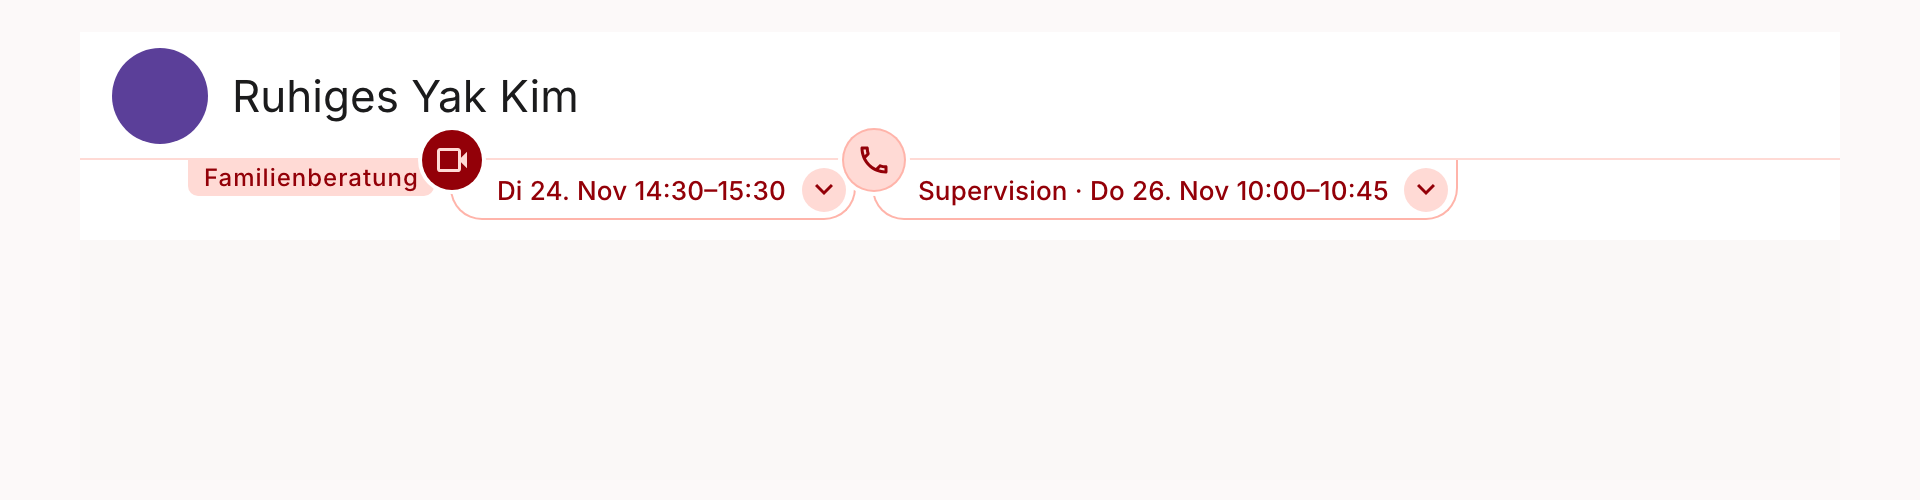 Ruhiges Yak Kim
Familienberatung
Di 24. Nov 14:30–15:30
Supervision · Do 26. Nov 10:00–10:45